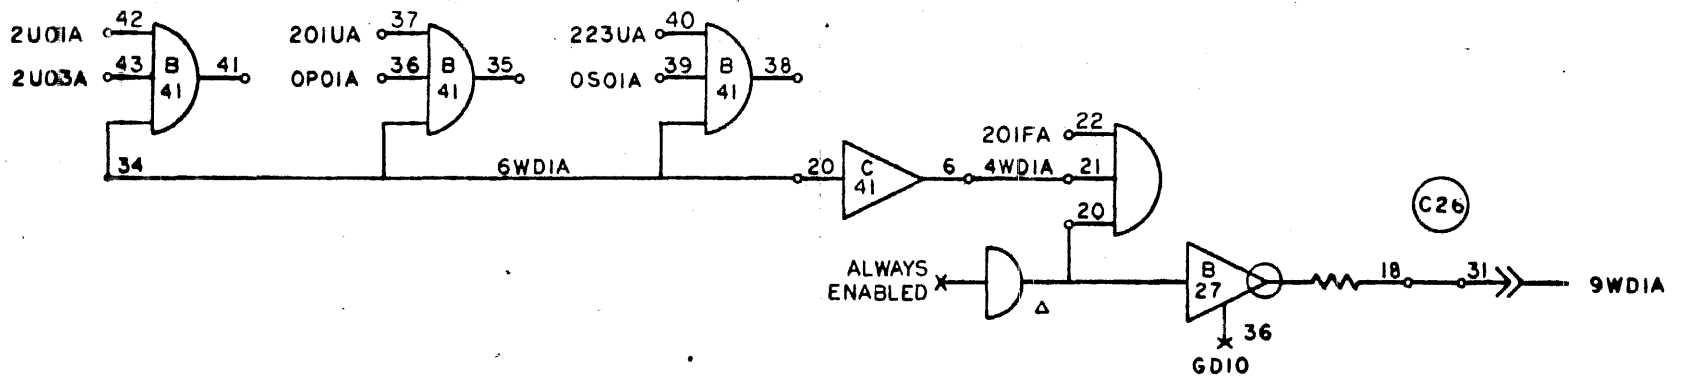 42
37
40
2U01A
201UA
223UA
43
B
41
36
B
35
39
B
38
2U03A
0P01A
0S01A
41
41
41
22
201FA
34
6WD1A
20
C
41
6
4WD1A
21
20
C26
ALWAYS
ENABLED
B
27
18
31
9WD1A
Δ
36
GD10